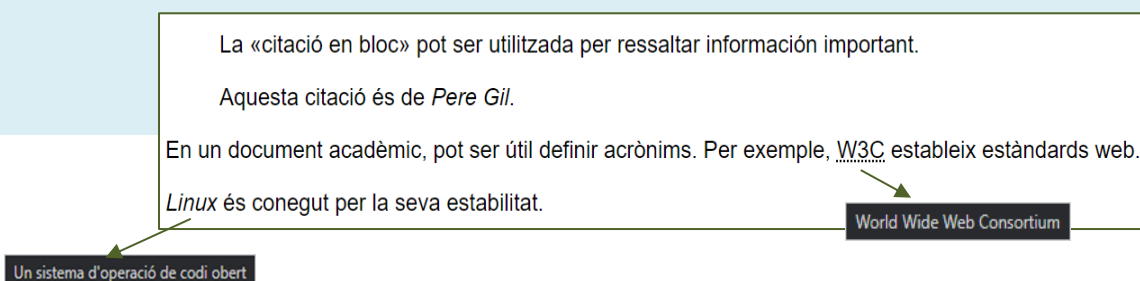 La «citació en bloc» pot ser utilitzada per ressaltar información important.
Aquesta citació és de Pere Gil.
En un document acadèmic, pot ser útil definir acrònims. Per exemple, W3C estableix estàndards web.
Linux és conegut per la seva estabilitat.
World Wide Web Consortium
Un sistema d'operació de codi obert